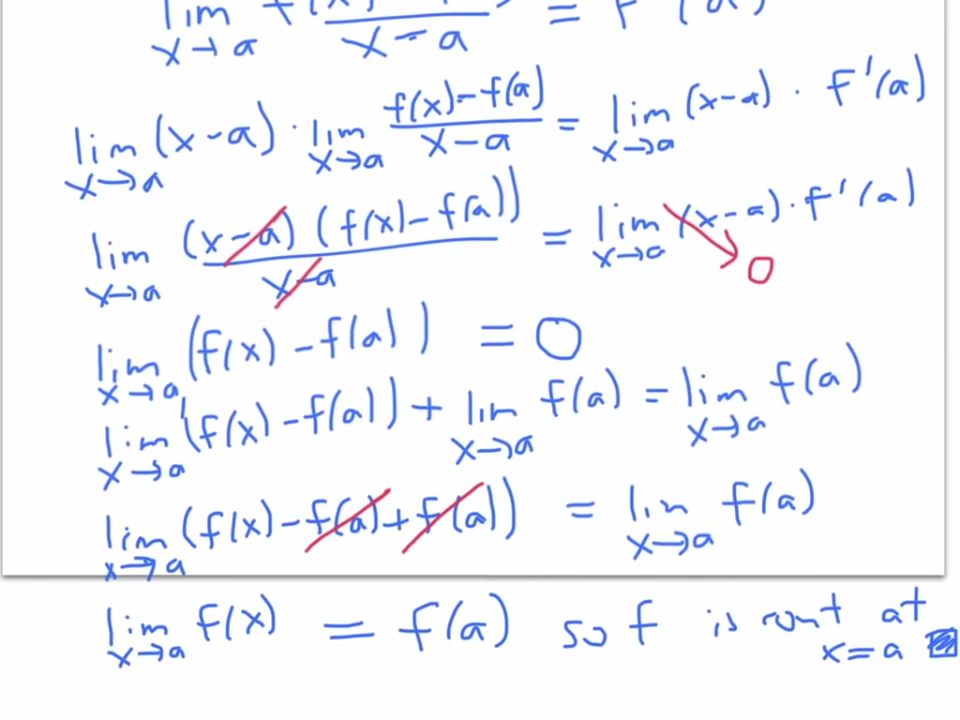 lim x→a f(x) / x-a = f'(a)
lim x→a (x-a) · lim x→a f(x)-f(a) / x-a = lim x→a (x-a) · f'(a)
lim x→a (x-a)(f(x)-f(a)) / x-a = lim x→a (x-a)·f'(a)
0
lim x→a (f(x)-f(a)) = 0
lim x→a (f(x)-f(a)) + lim x→a f(a) = lim x→a f(a)
lim x→a (f(x)-f(a)+f(a)) = lim x→a f(a)
lim x→a f(x) = f(a) so f is cont at x=a